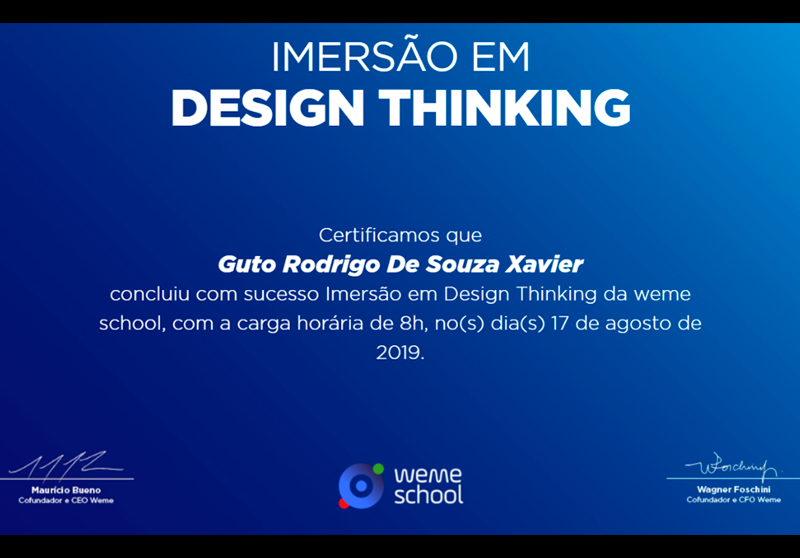 IMERSÃO EM
DESIGN THINKING
Certificamos que
Guto Rodrigo De Souza Xavier
concluiu com sucesso Imersão em Design Thinking da weme
school, com a carga horária de 8h, no(s) dia(s) 17 de agosto de
2019.
Maurício Bueno
Cofundador e CEO Weme
weme
school
Wagner Foschini
Cofundador e CFO Weme